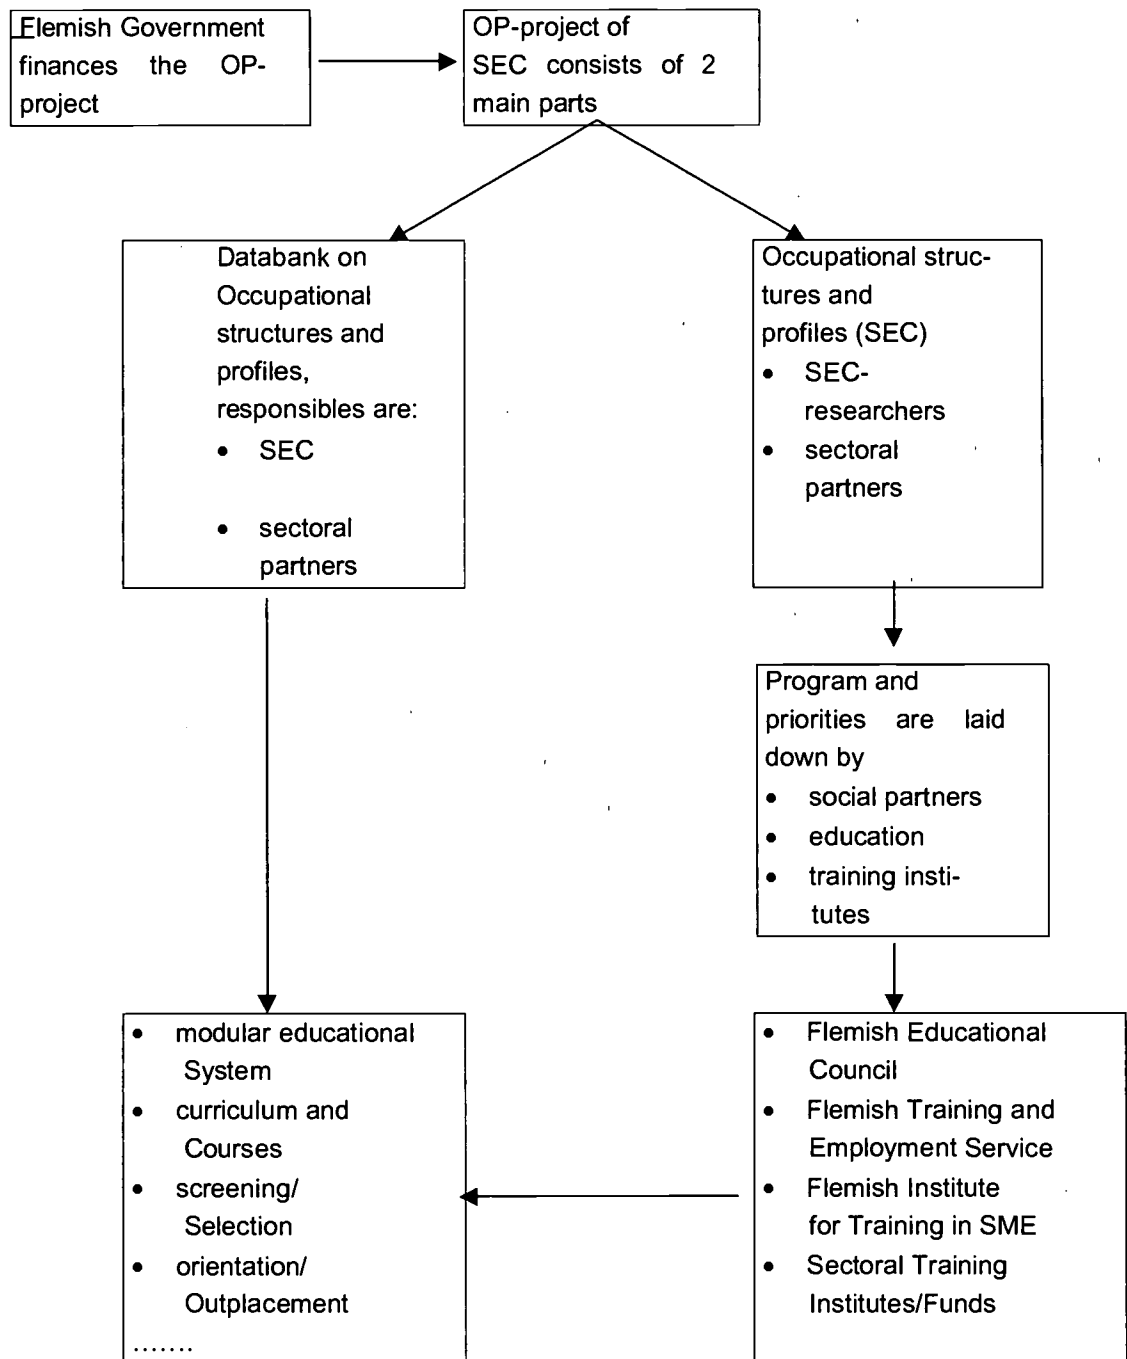 Flemish Government
finances the OP-
project
OP-project of
SEC consists of 2
main parts
Databank on
Occupational
structures and
profiles,
responsibles are:
• SEC
• sectoral
partners
Occupational struc-
tures and
profiles (SEC)
• SEC-
researchers
• sectoral
partners
Program and
priorities are laid
down by
• social partners
• education
• training insti-
tutes
• modular educational
System
• curriculum and
Courses
• screening/
Selection
• orientation/
Outplacement
.......
• Flemish Educational
Council
• Flemish Training and
Employment Service
• Flemish Institute
for Training in SME
• Sectoral Training
Institutes/Funds